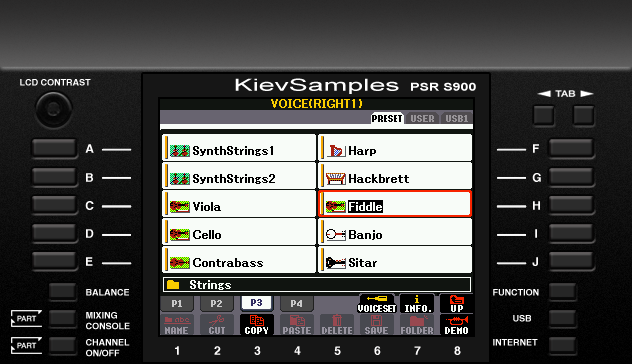 LCD CONTRAST
KievSamples PSR S900
TAB
VOICE(RIGHT1)
PRESET USER USB1
A SynthStrings1 Harp F
B SynthStrings2 Hackbrett G
C Viola Fiddle H
D Cello Banjo I
E Contrabass Sitar J
Strings
BALANCE P1 P2 P3 P4 VOICESET INFO. UP FUNCTION
PART MIXING CONSOLE NAME CUT COPY PASTE DELETE SAVE FOLDER DEMO USB
PART CHANNEL ON/OFF INTERNET
1 2 3 4 5 6 7 8